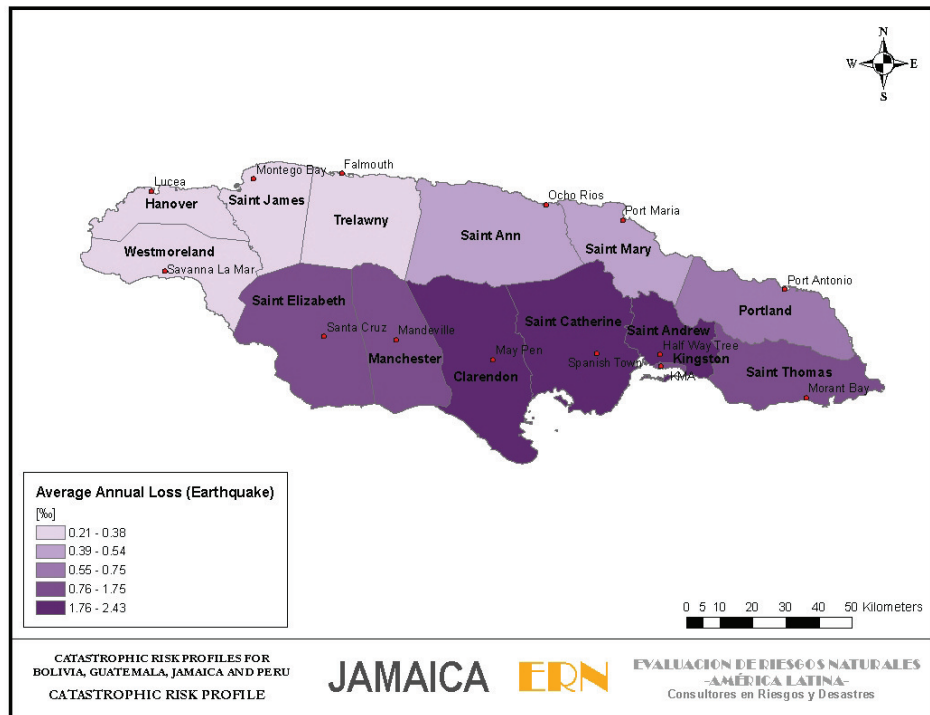 N
W E
S
Lucea
Montego Bay
Falmouth
Hanover
Saint James
Trelawny
Ocho Rios
Port Maria
Saint Ann
Saint Mary
Westmoreland
Savanna La Mar
Port Antonio
Portland
Saint Elizabeth
Santa Cruz
Mandeville
Manchester
May Pen
Clarendon
Saint Catherine
Spanish Town
Saint Andrew
Half Way Tree
Kingston
KMA
Saint Thomas
Morant Bay
Average Annual Loss (Earthquake)
[‰]
0.21 - 0.38
0.39 - 0.54
0.55 - 0.75
0.76 - 1.75
1.76 - 2.43
0 5 10 20 30 40 50 Kilometers
CATASTROPHIC RISK PROFILES FOR
BOLIVIA, GUATEMALA, JAMAICA AND PERU
CATASTROPHIC RISK PROFILE
JAMAICA
ERN
EVALUACION DE RIESGOS NATURALES
-AMÉRICA LATINA-
Consultores en Riesgos y Desastres